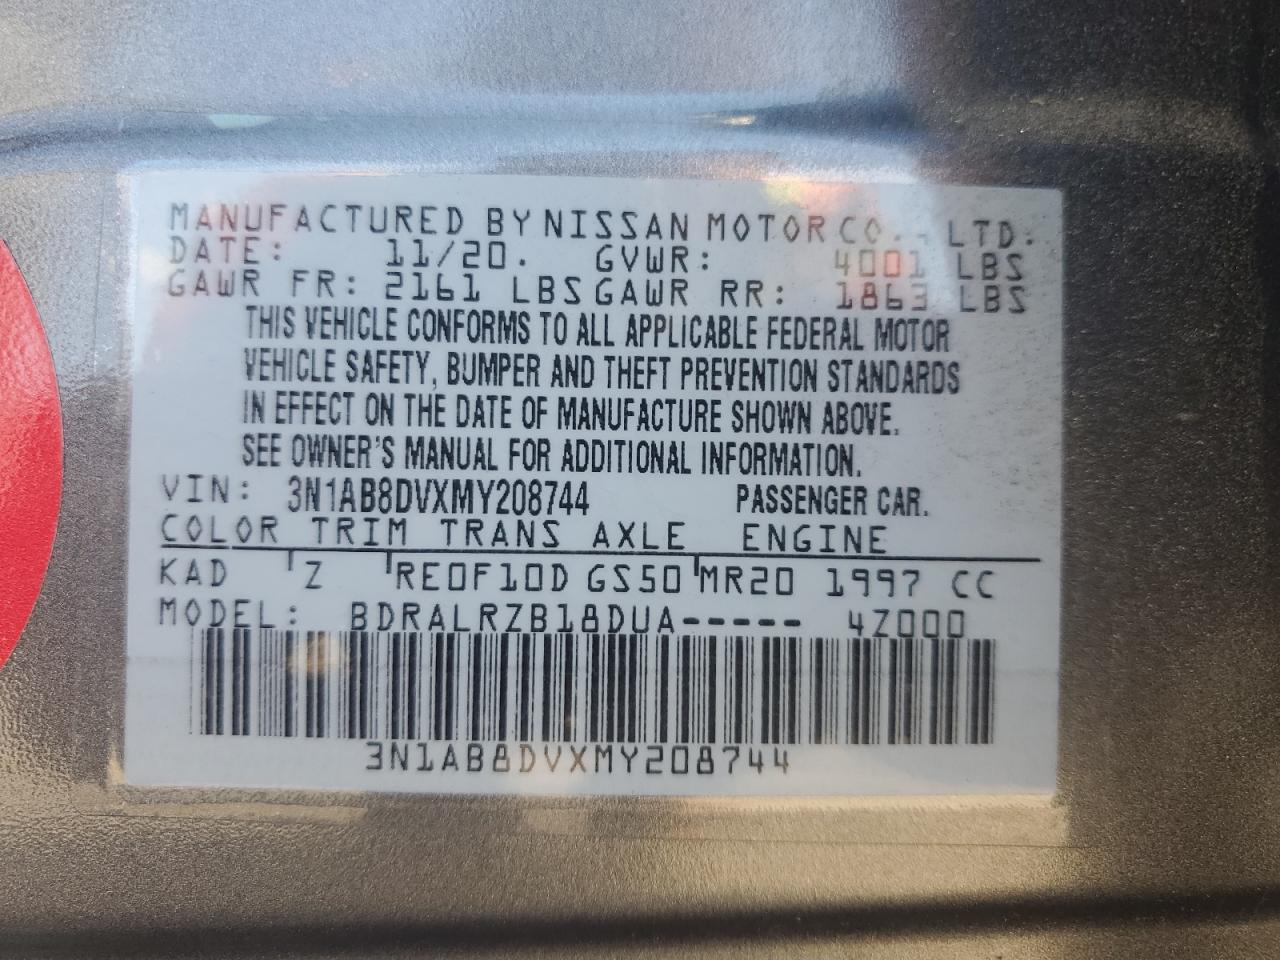 MANUFACTURED BY NISSAN MOTOR CO., LTD.
DATE: 11/20. GVWR: 4001 LBS
GAWR FR: 2161 LBS GAWR RR: 1863 LBS
THIS VEHICLE CONFORMS TO ALL APPLICABLE FEDERAL MOTOR
VEHICLE SAFETY, BUMPER AND THEFT PREVENTION STANDARDS
IN EFFECT ON THE DATE OF MANUFACTURE SHOWN ABOVE.
SEE OWNER'S MANUAL FOR ADDITIONAL INFORMATION.
VIN: 3N1AB8DVXMY208744 PASSENGER CAR.
COLOR TRIM TRANS AXLE ENGINE
KAD Z RE0F10D GS50 MR20 1997 CC
MODEL: BDRALRZB18DUA----- 4Z000
3N1AB8DVXMY208744